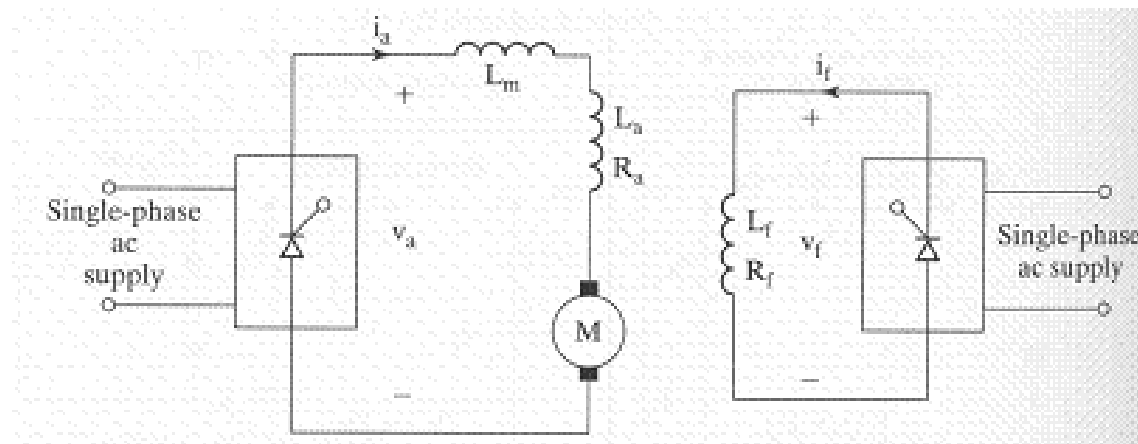 i_a
+
L_m
L_a
R_a
Single-phase
ac
supply
v_a
M
−
i_f
+
L_f
R_f
v_f
Single-phase
ac supply
−